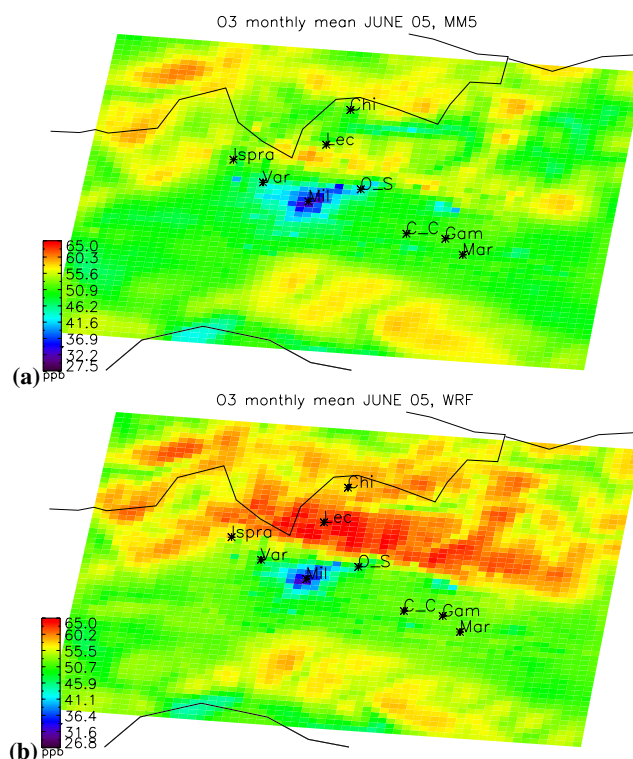 O3 monthly mean JUNE 05, MM5
Chi
Lec
Ispra
Var
O_S
Mil
C_C
Gam
Mar
65.0
60.3
55.6
50.9
46.2
41.6
36.9
32.2
27.5
ppb
(a)
O3 monthly mean JUNE 05, WRF
Chi
Lec
Ispra
Var
O_S
Mil
C_C
Gam
Mar
65.0
60.2
55.5
50.7
45.9
41.1
36.4
31.6
26.8
ppb
(b)